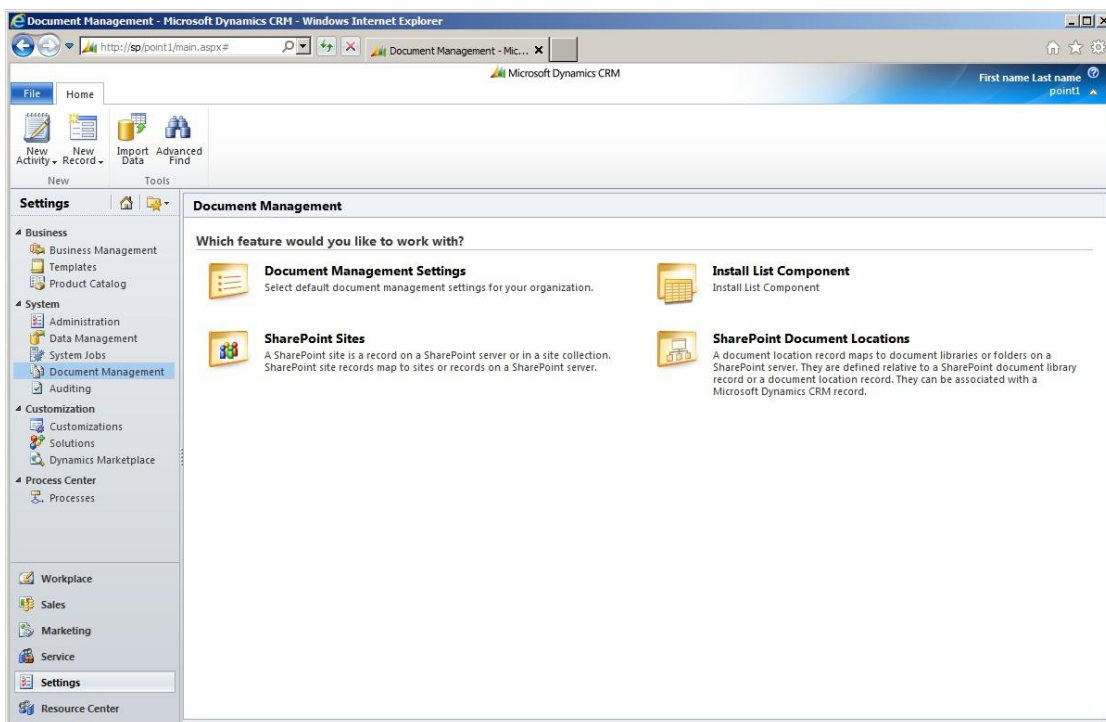 Document Management - Microsoft Dynamics CRM - Windows Internet Explorer
http://sp/point1/main.aspx#
Document Management - Mic...
Microsoft Dynamics CRM
First name Last name
point1
File
Home
New Activity
New Record
Import Data
Advanced Find
New
Tools
Settings
Document Management
Business
Business Management
Templates
Product Catalog
System
Administration
Data Management
System Jobs
Document Management
Auditing
Customization
Customizations
Solutions
Dynamics Marketplace
Process Center
Processes
Workplace
Sales
Marketing
Service
Settings
Resource Center
Which feature would you like to work with?
Document Management Settings
Select default document management settings for your organization.
Install List Component
Install List Component
SharePoint Sites
A SharePoint site is a record on a SharePoint server or in a site collection.
SharePoint site records map to sites or records on a SharePoint server.
SharePoint Document Locations
A document location record maps to document libraries or folders on a
SharePoint server. They are defined relative to a SharePoint document library
record or a document location record. They can be associated with a
Microsoft Dynamics CRM record.